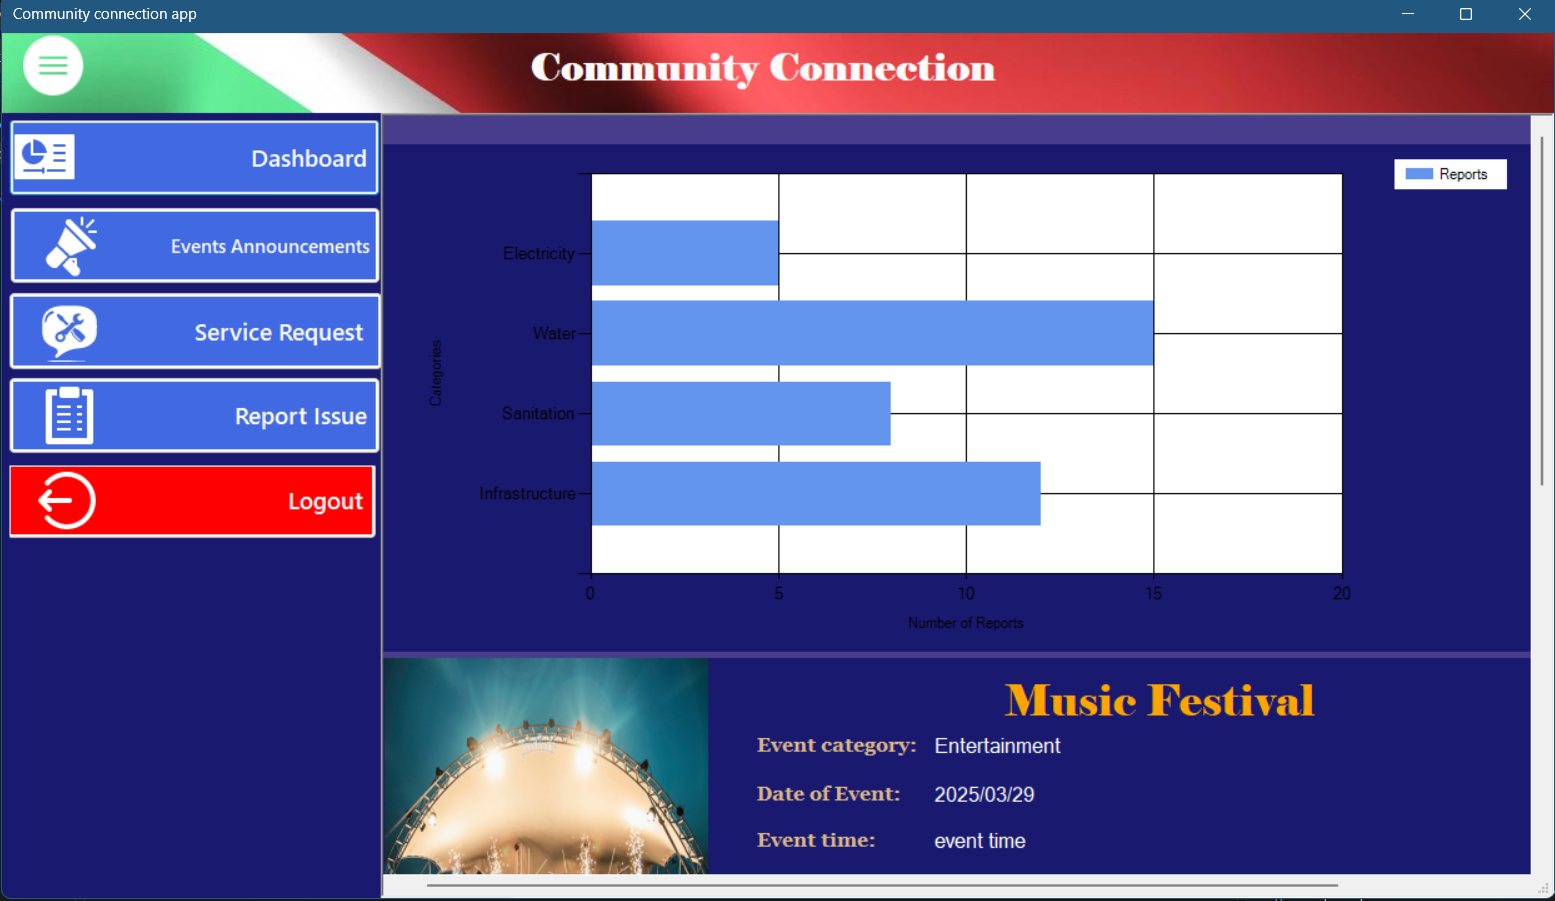 Community connection app
Community Connection
Dashboard
Events Announcements
Service Request
Report Issue
Logout
Reports
Categories
Electricity
Water
Sanitation
Infrastructure
0 5 10 15 20
Number of Reports
Music Festival
Event category: Entertainment
Date of Event: 2025/03/29
Event time: event time